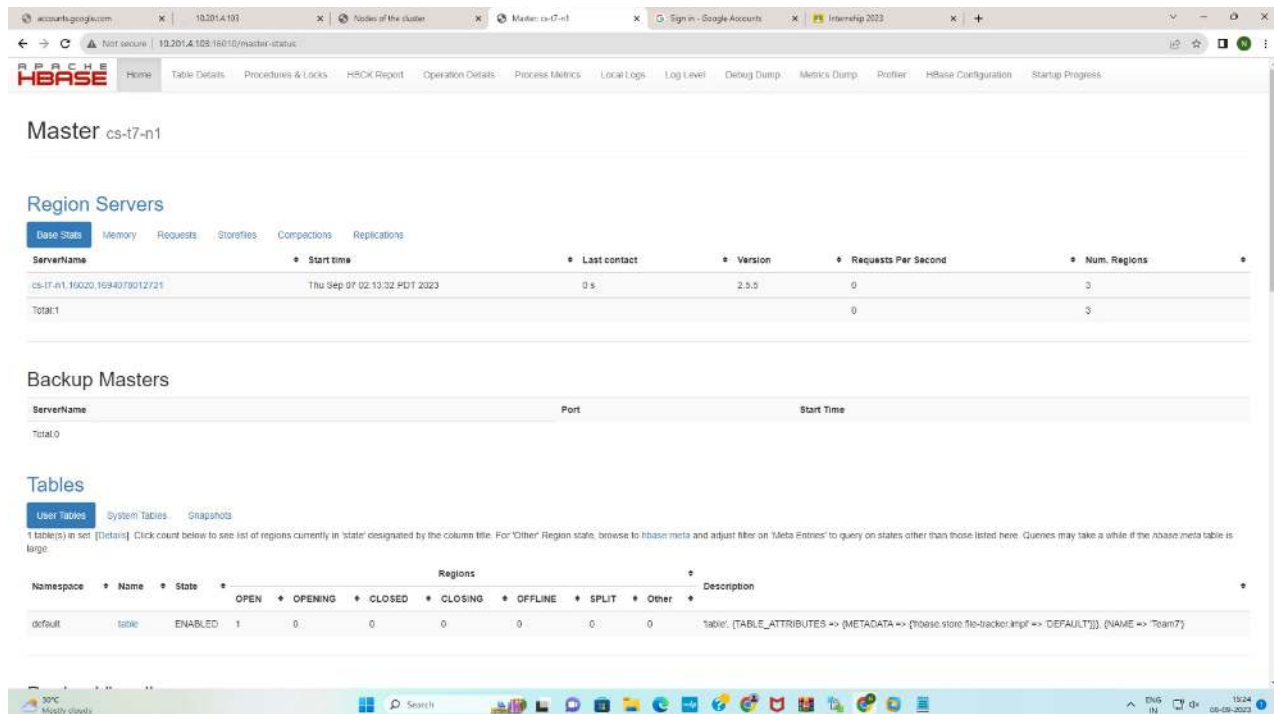 accounts.google.com
10.201.4.103
Nodes of the cluster
Master: cs-t7-n1
Sign in - Google Accounts
Internship 2023
Not secure 10.201.4.103:16010/master-status
APACHE
HBASE
Home Table Details Procedures & Locks HBCK Report Operation Details Process Metrics Local Logs Log Level Debug Dump Metrics Dump Profiler HBase Configuration Startup Progress
Master cs-t7-n1
Region Servers
Base Stats Memory Requests Storefiles Compactions Replications
ServerName Start time Last contact Version Requests Per Second Num. Regions
cs-t7-n1,16020,1694078012721 Thu Sep 07 02:13:32 PDT 2023 0 s 2.5.5 0 3
Total:1 0 3
Backup Masters
ServerName Port Start Time
Total:0
Tables
User Tables System Tables Snapshots
1 table(s) in set. [Details] Click count below to see list of regions currently in 'state' designated by the column title. For 'Other' Region state, browse to hbase:meta and adjust filter on 'Meta Entries' to query on states other than those listed here. Queries may take a while if the hbase:meta table is
large.
Regions
Namespace Name State Description
OPEN OPENING CLOSED CLOSING OFFLINE SPLIT Other
default table ENABLED 1 0 0 0 0 0 0 'table', {TABLE_ATTRIBUTES => {METADATA => {'hbase.store.file-tracker.impl' => 'DEFAULT'}}}, {NAME => 'Team7'}
30°C
Mostly cloudy
Search
ENG
IN
15:24
08-09-2023